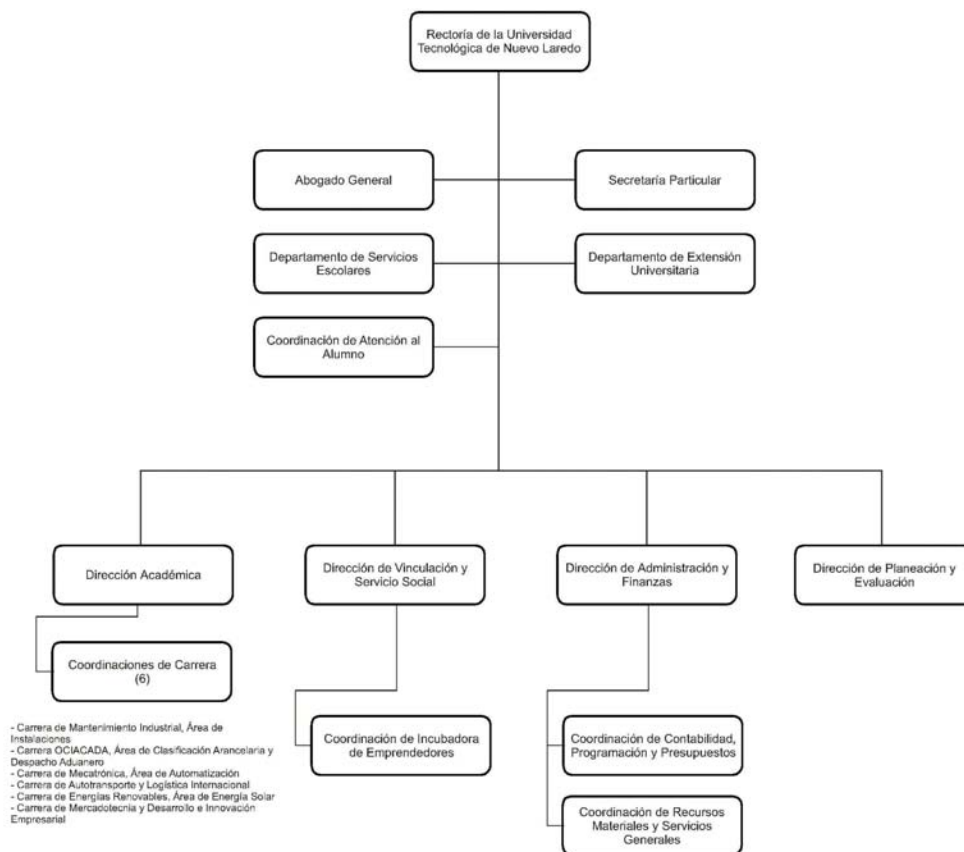 Rectoría de la Universidad
Tecnológica de Nuevo Laredo
Abogado General
Secretaría Particular
Departamento de Servicios
Escolares
Departamento de Extensión
Universitaria
Coordinación de Atención al
Alumno
Dirección Académica
Dirección de Vinculación y
Servicio Social
Dirección de Administración y
Finanzas
Dirección de Planeación y
Evaluación
Coordinaciones de Carrera
(6)
- Carrera de Mantenimiento Industrial, Área de
Instalaciones
- Carrera OCIACADA, Área de Clasificación Arancelaria y
Despacho Aduanero
- Carrera de Mecatrónica, Área de Automatización
- Carrera de Autotransporte y Logística Internacional
- Carrera de Energías Renovables, Área de Energía Solar
- Carrera de Mercadotecnia y Desarrollo e Innovación
Empresarial
Coordinación de Incubadora
de Emprendedores
Coordinación de Contabilidad,
Programación y Presupuestos
Coordinación de Recursos
Materiales y Servicios
Generales